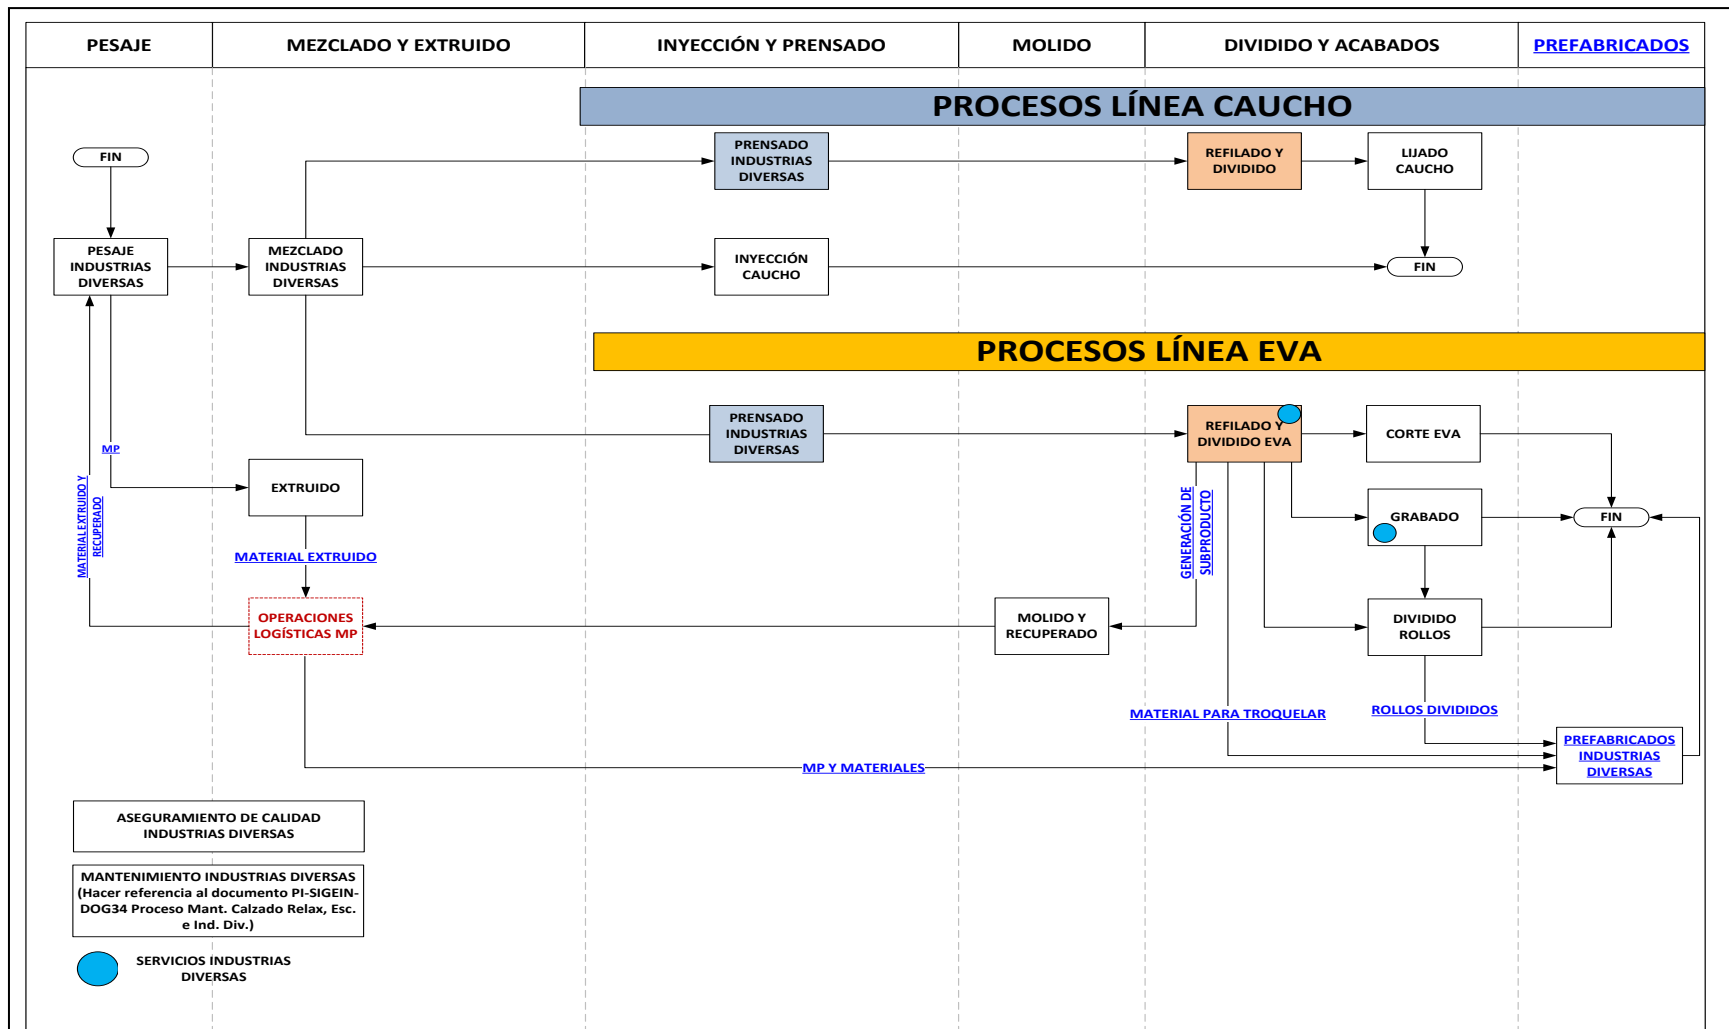 PESAJE
MEZCLADO Y EXTRUIDO
INYECCIÓN Y PRENSADO
MOLIDO
DIVIDIDO Y ACABADOS
PREFABRICADOS
PROCESOS LÍNEA CAUCHO
FIN
PRENSADO
INDUSTRIAS
DIVERSAS
REFILADO Y
DIVIDIDO
LIJADO
CAUCHO
PESAJE
INDUSTRIAS
DIVERSAS
MEZCLADO
INDUSTRIAS
DIVERSAS
INYECCIÓN
CAUCHO
FIN
PROCESOS LÍNEA EVA
PRENSADO
INDUSTRIAS
DIVERSAS
REFILADO Y
DIVIDIDO EVA
CORTE EVA
MP
EXTRUIDO
GRABADO
FIN
MATERIAL EXTRUIDO Y
RECUPERADO
GENERACIÓN DE
SUBPRODUCTO
MATERIAL EXTRUIDO
OPERACIONES
LOGÍSTICAS MP
MOLIDO Y
RECUPERADO
DIVIDIDO
ROLLOS
MATERIAL PARA TROQUELAR
ROLLOS DIVIDIDOS
MP Y MATERIALES
PREFABRICADOS
INDUSTRIAS
DIVERSAS
ASEGURAMIENTO DE CALIDAD
INDUSTRIAS DIVERSAS
MANTENIMIENTO INDUSTRIAS DIVERSAS
(Hacer referencia al documento PI-SIGEIN-
DOG34 Proceso Mant. Calzado Relax, Esc.
e Ind. Div.)
SERVICIOS INDUSTRIAS
DIVERSAS